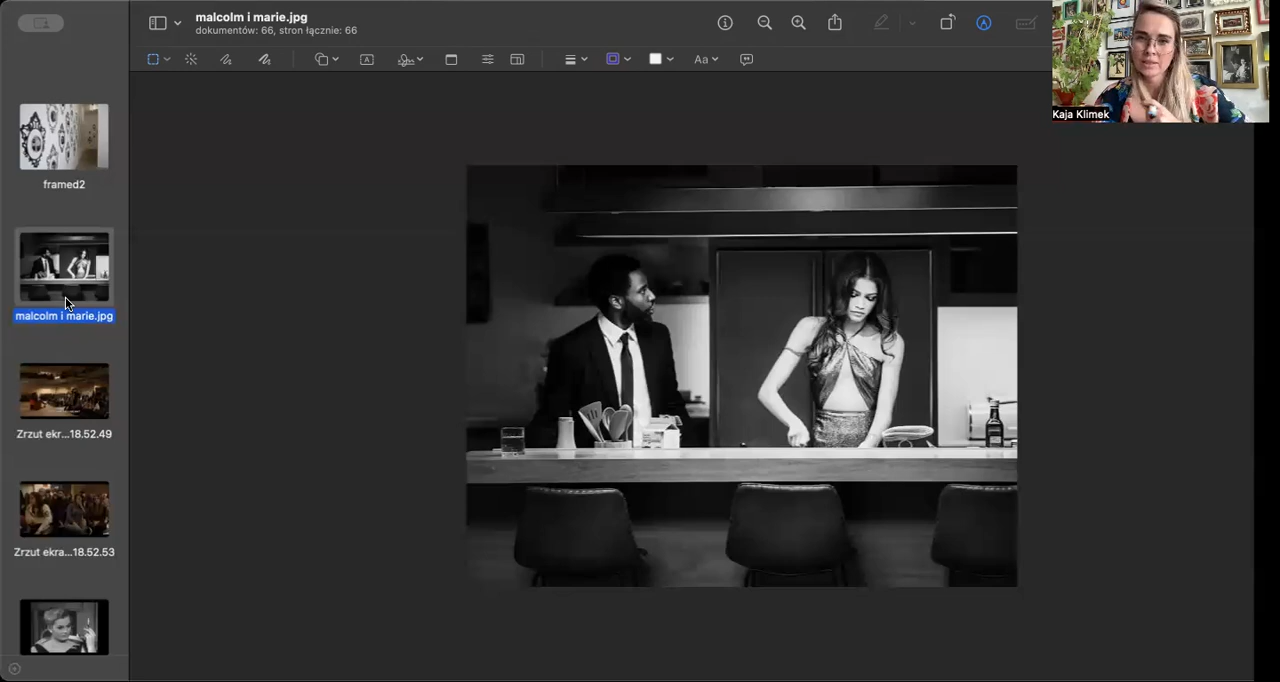 malcolm i marie.jpg
dokumentów: 66, stron łącznie: 66
Aa
Kaja Klimek
framed2
malcolm i marie.jpg
Zrzut ekr...18.52.49
Zrzut ekra...18.52.53